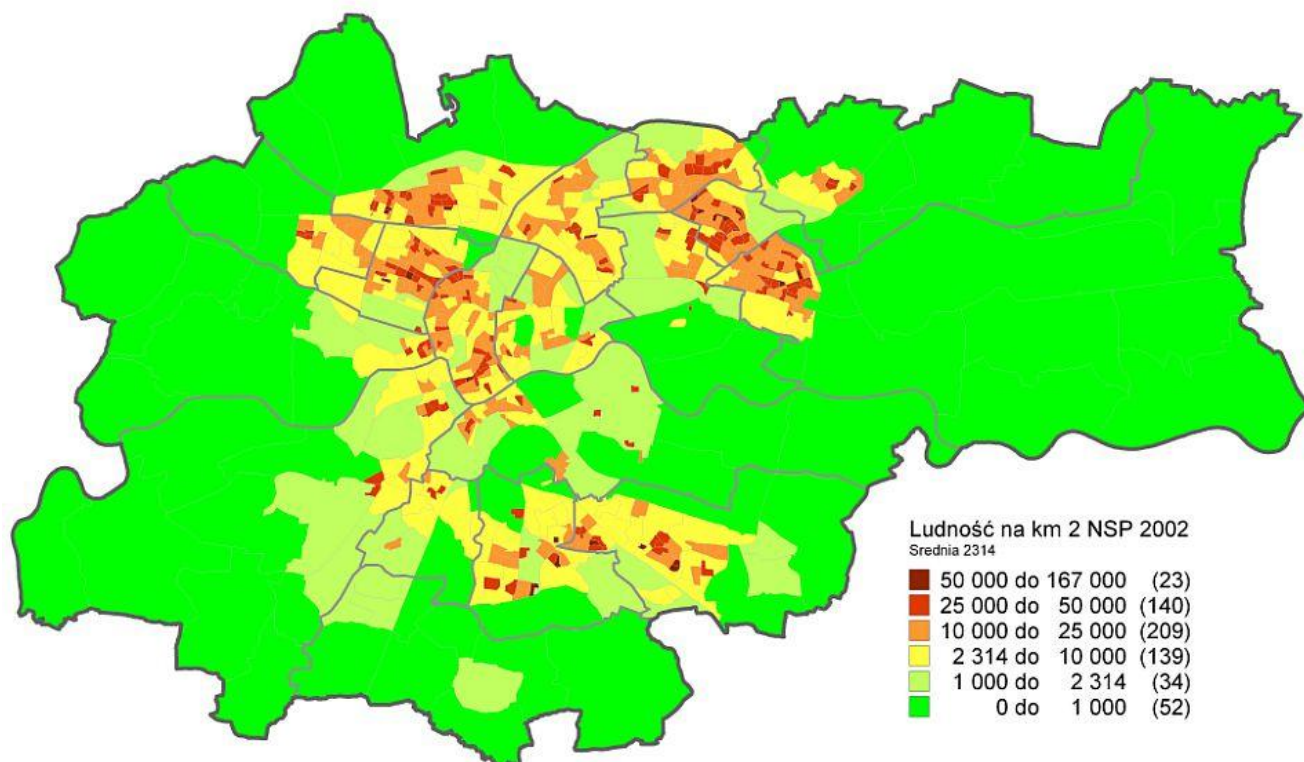 Ludność na km 2 NSP 2002
Srednia 2314
50 000 do 167 000 (23)
25 000 do 50 000 (140)
10 000 do 25 000 (209)
2 314 do 10 000 (139)
1 000 do 2 314 (34)
0 do 1 000 (52)